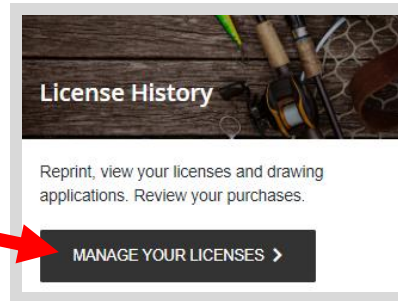 License History
Reprint, view your licenses and drawing
applications. Review your purchases.
MANAGE YOUR LICENSES >